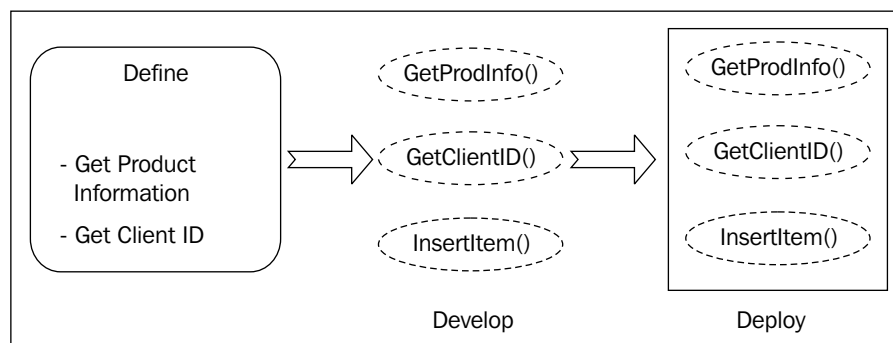 Define
- Get Product
Information
- Get Client ID
GetProdInfo()
GetClientID()
InsertItem()
Develop
GetProdInfo()
GetClientID()
InsertItem()
Deploy